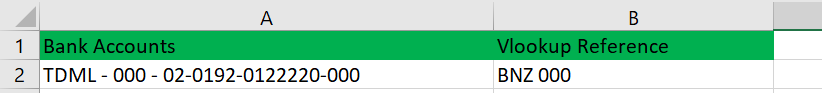 A B
1 Bank Accounts Vlookup Reference
2 TDML - 000 - 02-0192-0122220-000 BNZ 000